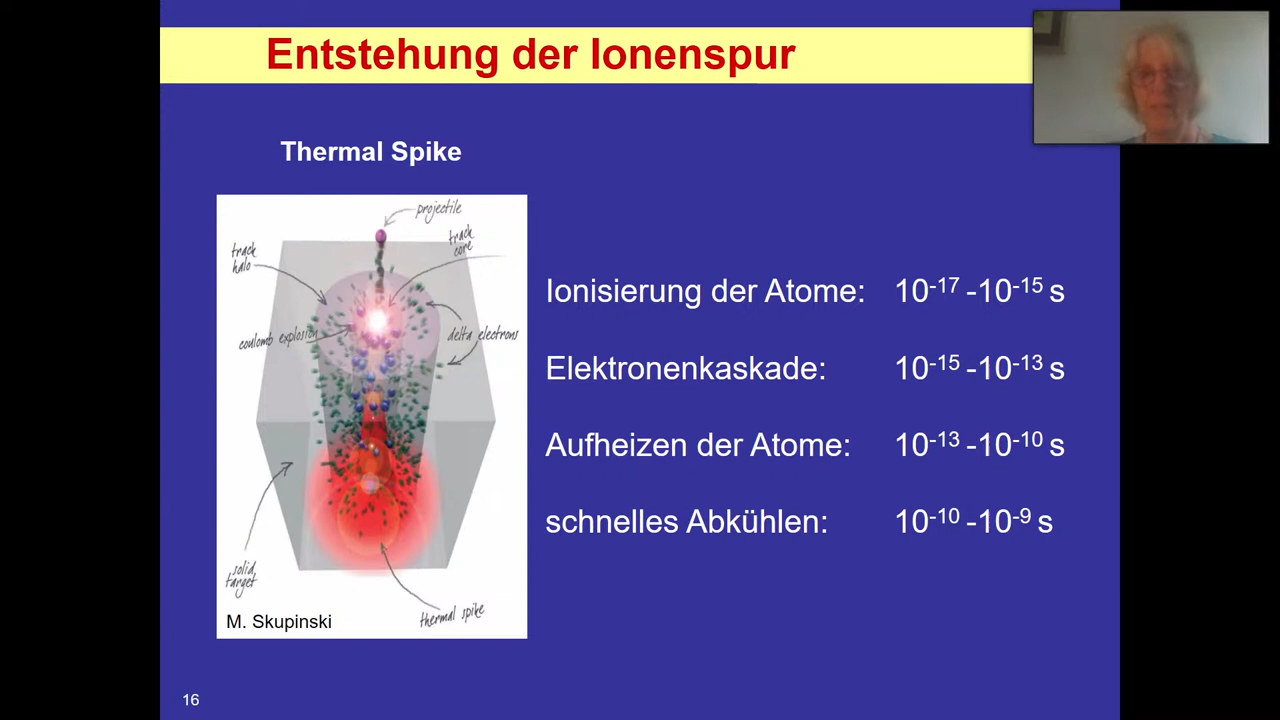 Entstehung der Ionenspur
Thermal Spike
projectile
track
core
track
halo
coulomb explosion
delta electrons
solid
target
thermal spike
M. Skupinski
Ionisierung der Atome: 10⁻¹⁷ -10⁻¹⁵ s
Elektronenkaskade: 10⁻¹⁵ -10⁻¹³ s
Aufheizen der Atome: 10⁻¹³ -10⁻¹⁰ s
schnelles Abkühlen: 10⁻¹⁰ -10⁻⁹ s
16